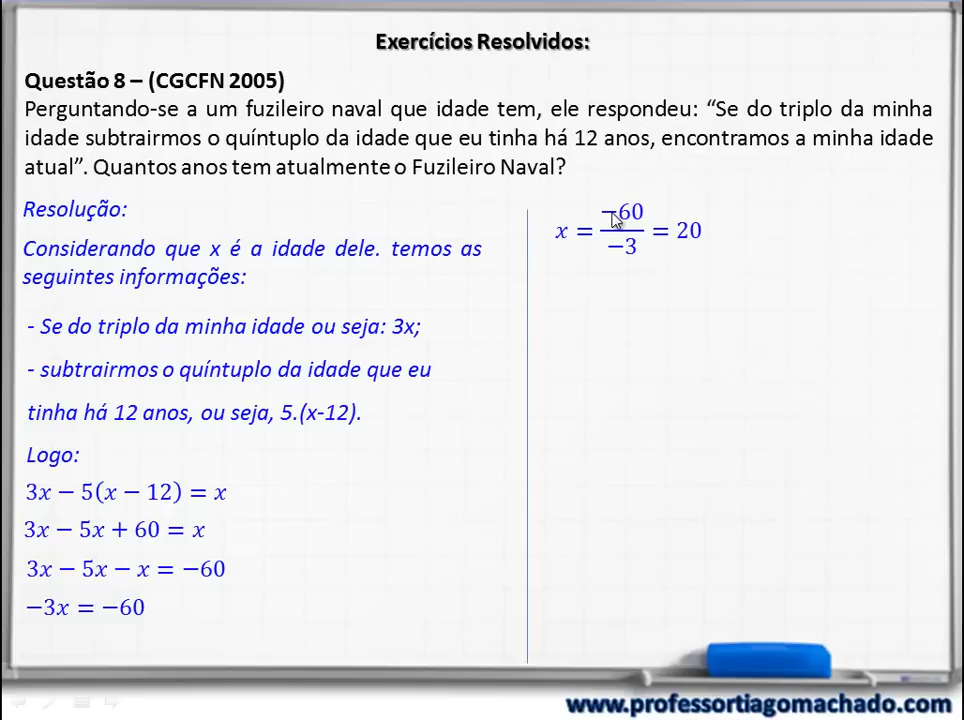 Exercícios Resolvidos:
Questão 8 – (CGCFN 2005)
Perguntando-se a um fuzileiro naval que idade tem, ele respondeu: “Se do triplo da minha
idade subtrairmos o quíntuplo da idade que eu tinha há 12 anos, encontramos a minha idade
atual”. Quantos anos tem atualmente o Fuzileiro Naval?
Resolução:
Considerando que x é a idade dele. temos as
seguintes informações:
- Se do triplo da minha idade ou seja: 3x;
- subtrairmos o quíntuplo da idade que eu
tinha há 12 anos, ou seja, 5.(x-12).
Logo:
3x − 5(x − 12) = x
3x − 5x + 60 = x
3x − 5x − x = −60
−3x = −60
x = −60/−3 = 20
www.professortiagomachado.com